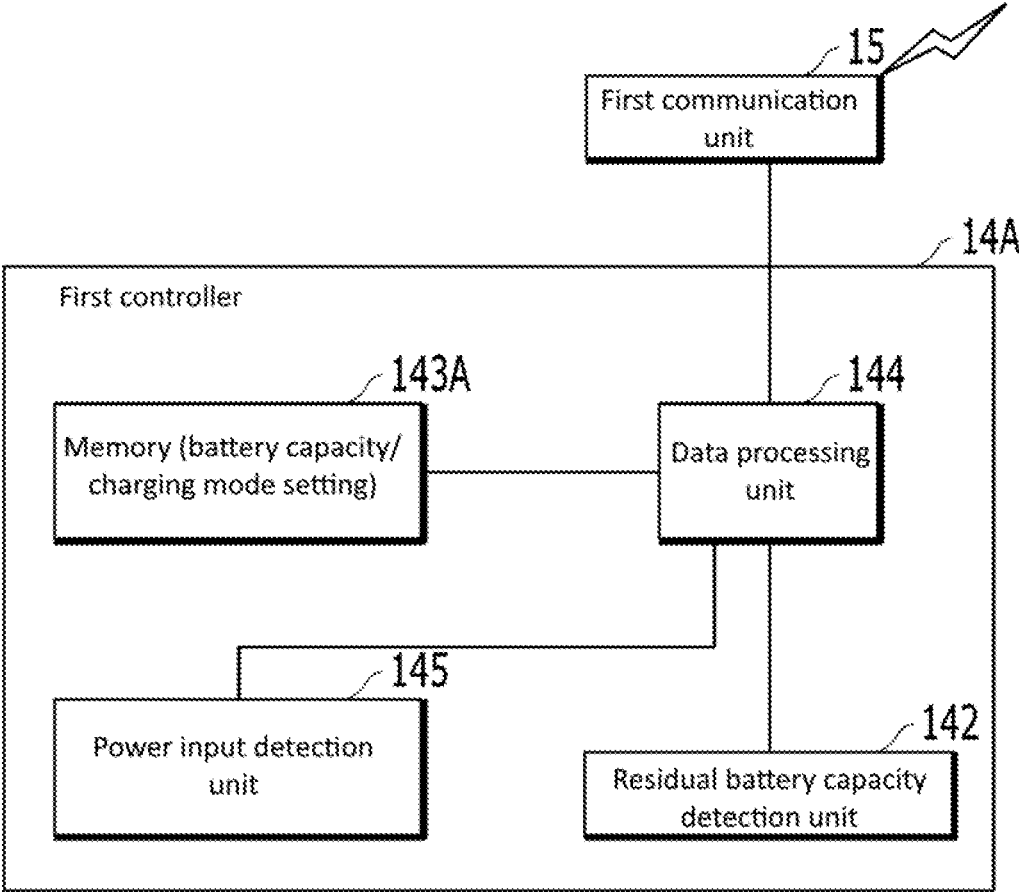 15
First communication
unit
14A
First controller
143A
Memory (battery capacity/
charging mode setting)
144
Data processing
unit
145
Power input detection
unit
142
Residual battery capacity
detection unit